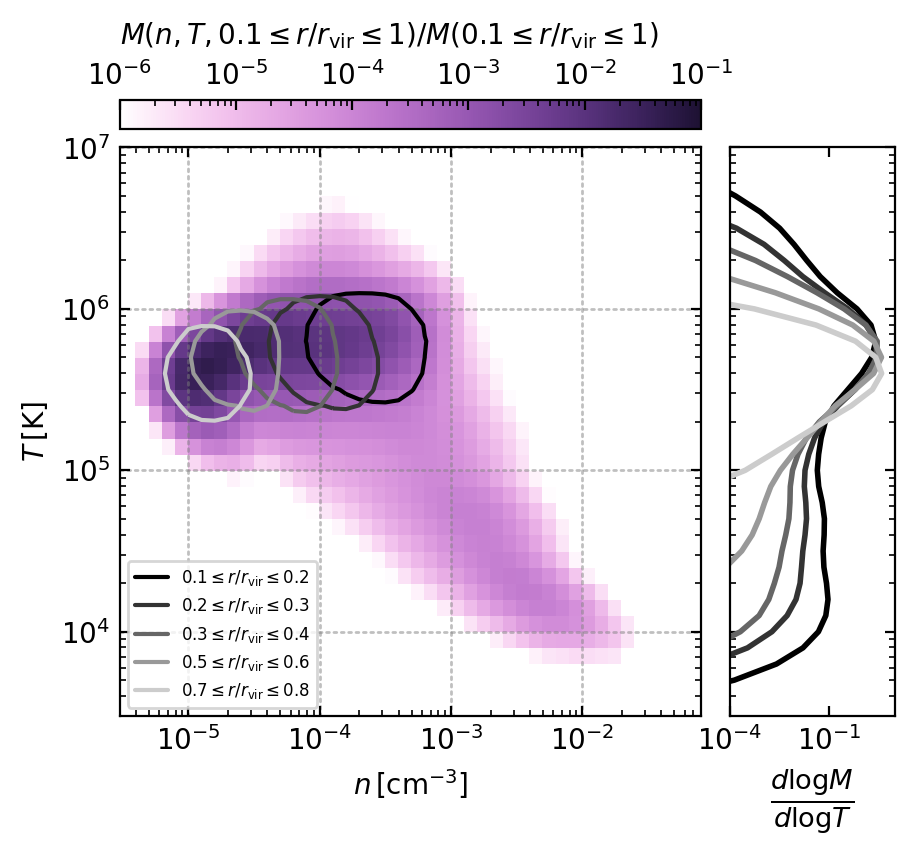 M(n, T, 0.1 ≤ r/r_vir ≤ 1)/M(0.1 ≤ r/r_vir ≤ 1)
10^−6 10^−5 10^−4 10^−3 10^−2 10^−1
10^7
10^6
10^5
10^4
T [K]
0.1 ≤ r/r_vir ≤ 0.2
0.2 ≤ r/r_vir ≤ 0.3
0.3 ≤ r/r_vir ≤ 0.4
0.5 ≤ r/r_vir ≤ 0.6
0.7 ≤ r/r_vir ≤ 0.8
10^−5 10^−4 10^−3 10^−2
n [cm^−3]
10^−4 10^−1
dlogM
dlogT